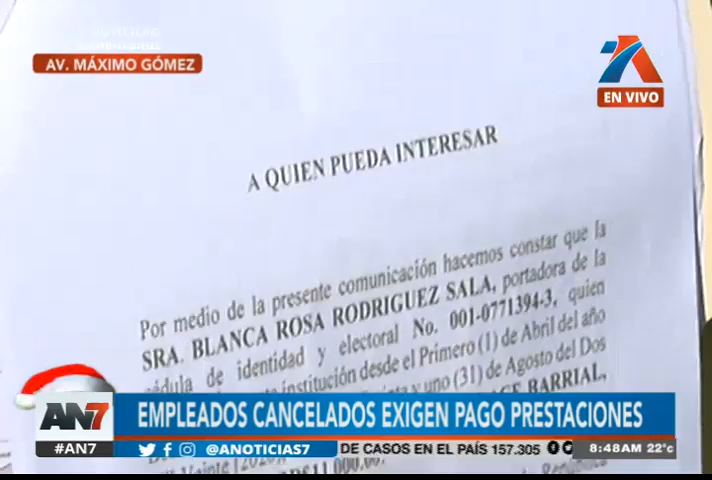 AV. MÁXIMO GÓMEZ
EN VIVO
A QUIEN PUEDA INTERESAR
Por medio de la presente comunicación hacemos constar que la
SRA. BLANCA ROSA RODRIGUEZ SALA, portadora de la
cédula de identidad y electoral No. 001-0771394-3, quien
institución desde el Primero (1) de Abril del año
y uno (31) de Agosto del Dos
BARRIAL,
AN7
EMPLEADOS CANCELADOS EXIGEN PAGO PRESTACIONES
#AN7
@ANOTICIAS7
DE CASOS EN EL PAÍS 157.305
8:48AM 22°c